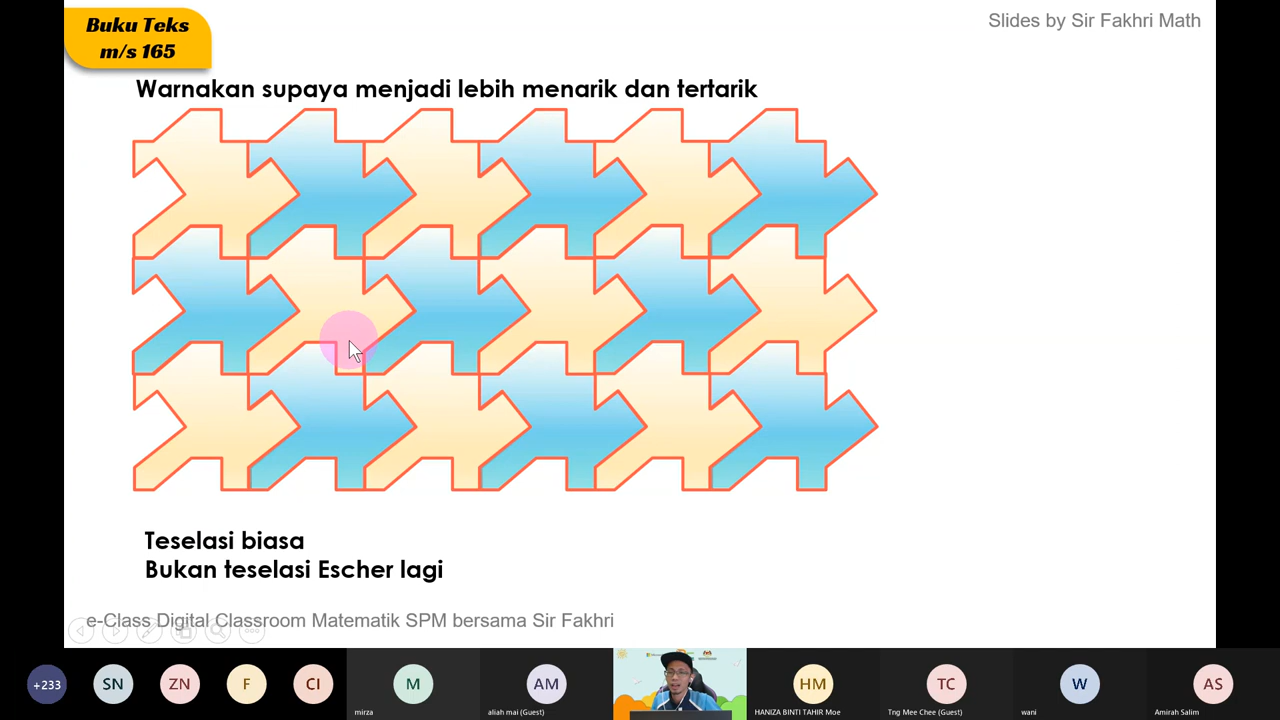 Buku Teks
m/s 165
Slides by Sir Fakhri Math
Warnakan supaya menjadi lebih menarik dan tertarik
Teselasi biasa
Bukan teselasi Escher lagi
e-Class Digital Classroom Matematik SPM bersama Sir Fakhri
+233
SN
ZN
F
CI
M
AM
HM
TC
W
AS
mirza
aliah mai (Guest)
HANIZA BINTI TAHIR Moe
Tng Mee Chee (Guest)
wani
Amirah Salim